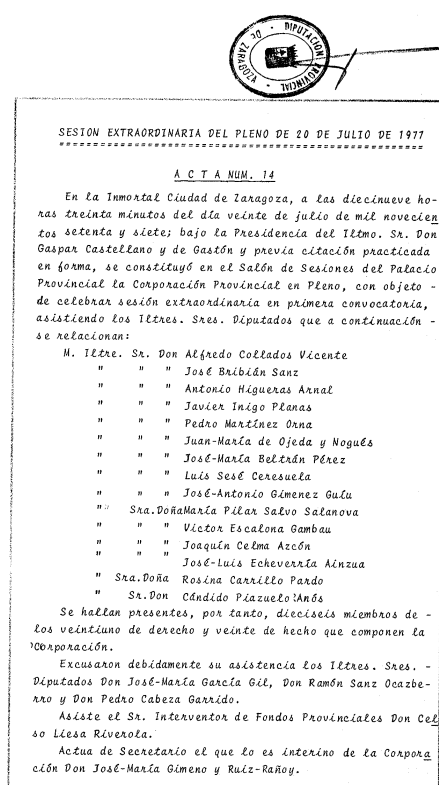 DIPUTACION PROVINCIAL DE ZARAGOZA
SESION EXTRAORDINARIA DEL PLENO DE 20 DE JULIO DE 1977
==================================================
A C T A NUM. 14
En la Inmortal Ciudad de Zaragoza, a las diecinueve ho-
ras treinta minutos del día veinte de julio de mil novecien
tos setenta y siete; bajo la Presidencia del Iltmo. Sr. Don
Gaspar Castellano y de Gastón y previa citación practicada
en forma, se constituyó en el Salón de Sesiones del Palacio
Provincial la Corporación Provincial en Pleno, con objeto -
de celebrar sesión extraordinaria en primera convocatoria,
asistiendo los Iltres. Sres. Diputados que a continuación -
se relacionan:
M. Iltre. Sr. Don Alfredo Collados Vicente
" " " José Bribián Sanz
" " " Antonio Higueras Arnal
" " " Javier Inigo Planas
" " " Pedro Martínez Orna
" " " Juan-María de Ojeda y Nogués
" " " José-María Beltrán Pérez
" " " Luis Sesé Ceresuela
" " " José-Antonio Gimenez Guíu
" Sra.Doña María Pilar Salvo Salanova
" " " Victor Escalona Gambau
" " " Joaquín Celma Azcón
" " " José-Luis Echeverría Ainzua
" Sra.Doña Rosina Carrillo Pardo
" Sr.Don Cándido Piazuelo Anós
Se hallan presentes, por tanto, dieciseis miembros de -
los veintiuno de derecho y veinte de hecho que componen la
Corporación.
Excusaron debidamente su asistencia los Iltres. Sres. -
Diputados Don José-María García Gil, Don Ramón Sanz Ocazbe-
rro y Don Pedro Cabeza Garrido.
Asiste el Sr. Interventor de Fondos Provinciales Don Cel
so Liesa Riverola.
Actua de Secretario el que lo es interino de la Corpora
ción Don José-María Gimeno y Ruiz-Rañoy.